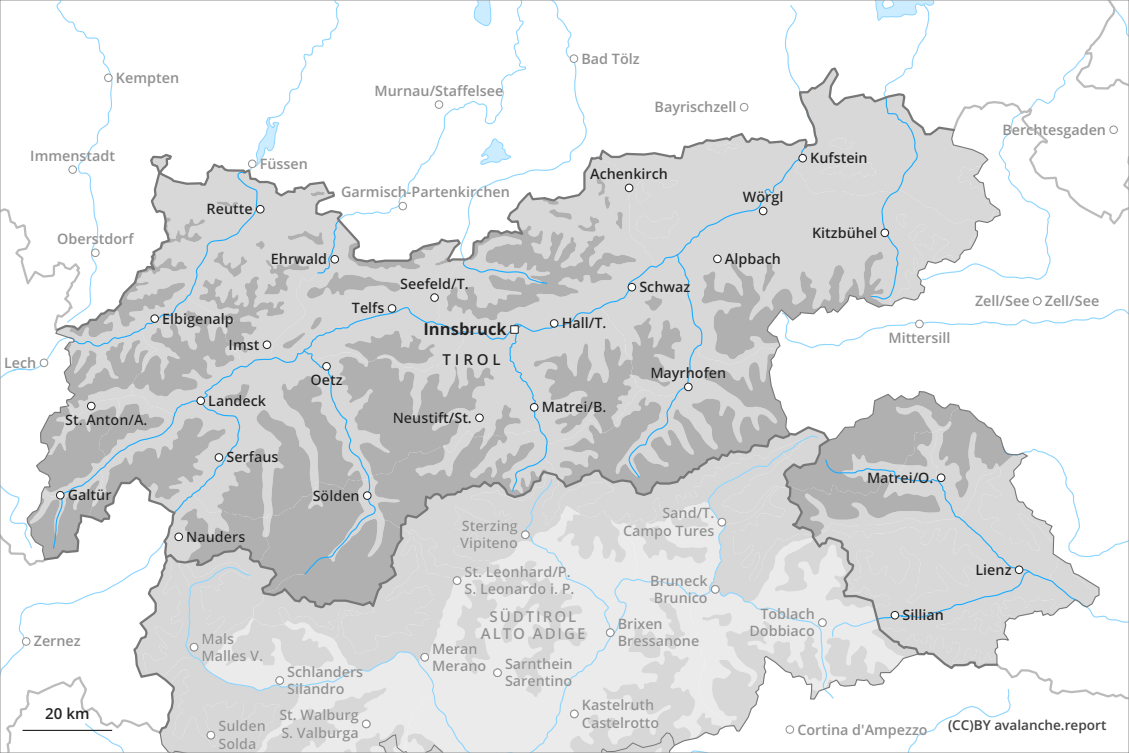 Kempten
Bad Tölz
Murnau/Staffelsee
Bayrischzell
Berchtesgaden
Immenstadt
Füssen
Kufstein
Achenkirch
Garmisch-Partenkirchen
Wörgl
Reutte
Oberstdorf
Kitzbühel
Ehrwald
Alpbach
Seefeld/T.
Schwaz
Zell/See
Zell/See
Telfs
Elbigenalp
Innsbruck
Hall/T.
Mittersill
Imst
TIROL
Lech
Oetz
Mayrhofen
Landeck
St. Anton/A.
Neustift/St.
Matrei/B.
Serfaus
Matrei/O.
Galtür
Sölden
Sterzing
Vipiteno
Sand/T.
Campo Tures
Nauders
St. Leonhard/P.
S. Leonardo i. P.
Bruneck
Brunico
Lienz
SÜDTIROL
ALTO ADIGE
Toblach
Dobbiaco
Sillian
Brixen
Bressanone
Zernez
Mals
Malles V.
Meran
Merano
Sarnthein
Sarentino
Schlanders
Silandro
Kastelruth
Castelrotto
St. Walburg
S. Valburga
Sulden
Solda
20 km
Cortina d'Ampezzo
(CC)BY avalanche.report